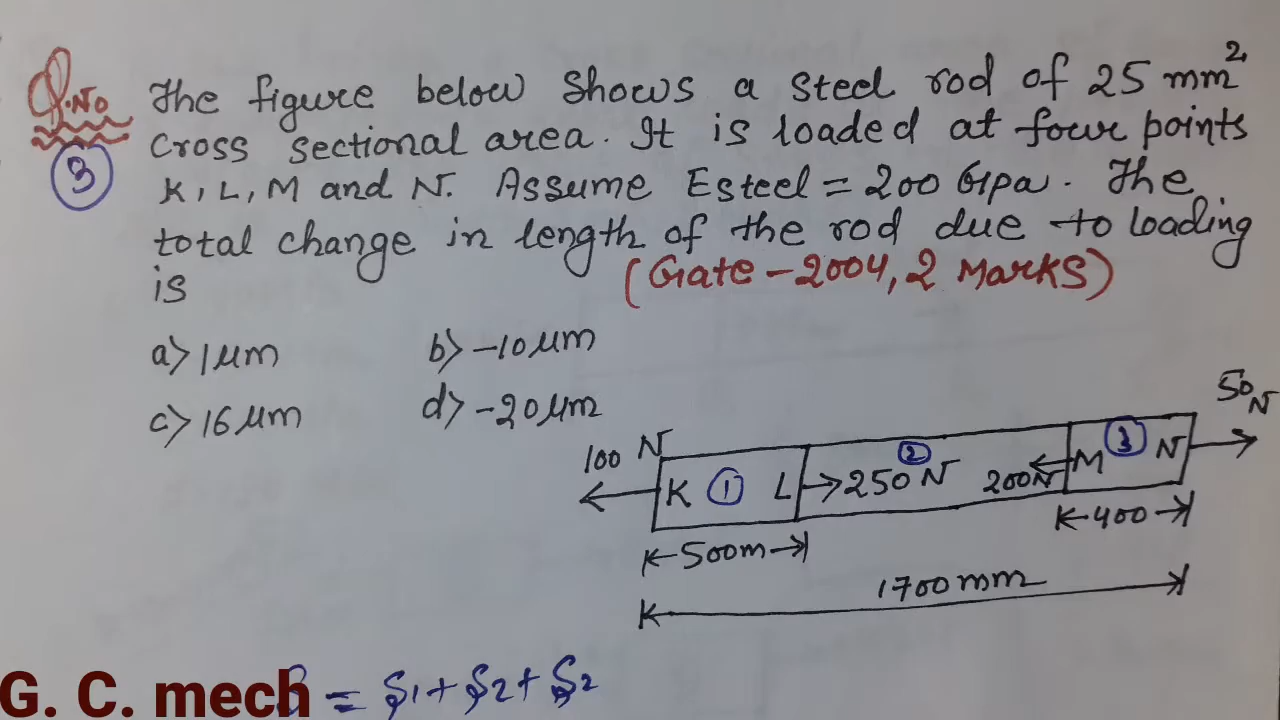 Q.No
3
The figure below shows a steel rod of 25 mm²
cross sectional area. It is loaded at four points
K, L, M and N. Assume Esteel = 200 Gpa. The
total change in length of the rod due to loading
is
(Gate - 2004, 2 Marks)
a> 1 μm
b> -10 μm
c> 16 μm
d> -20 μm
50 N
100 N
K ① L 250 N ② 200N M ③ N
400
500m
1700 mm
G. C. mech
δ = δ1 + δ2 + δ2